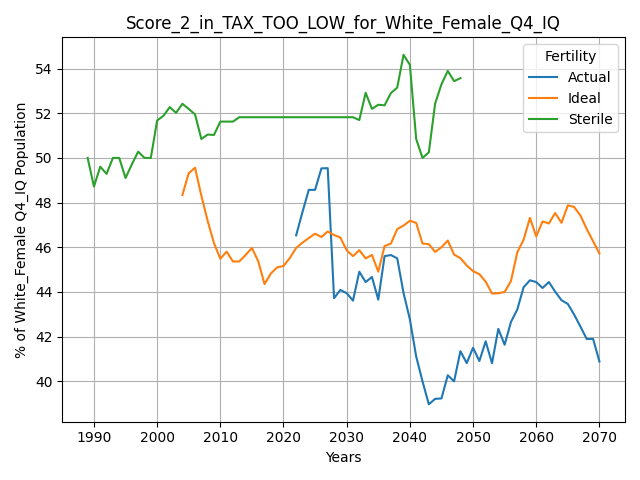 Score_2_in_TAX_TOO_LOW_for_White_Female_Q4_IQ
Fertility
Actual
Ideal
Sterile
% of White_Female Q4_IQ Population
54
52
50
48
46
44
42
40
1990 2000 2010 2020 2030 2040 2050 2060 2070
Years